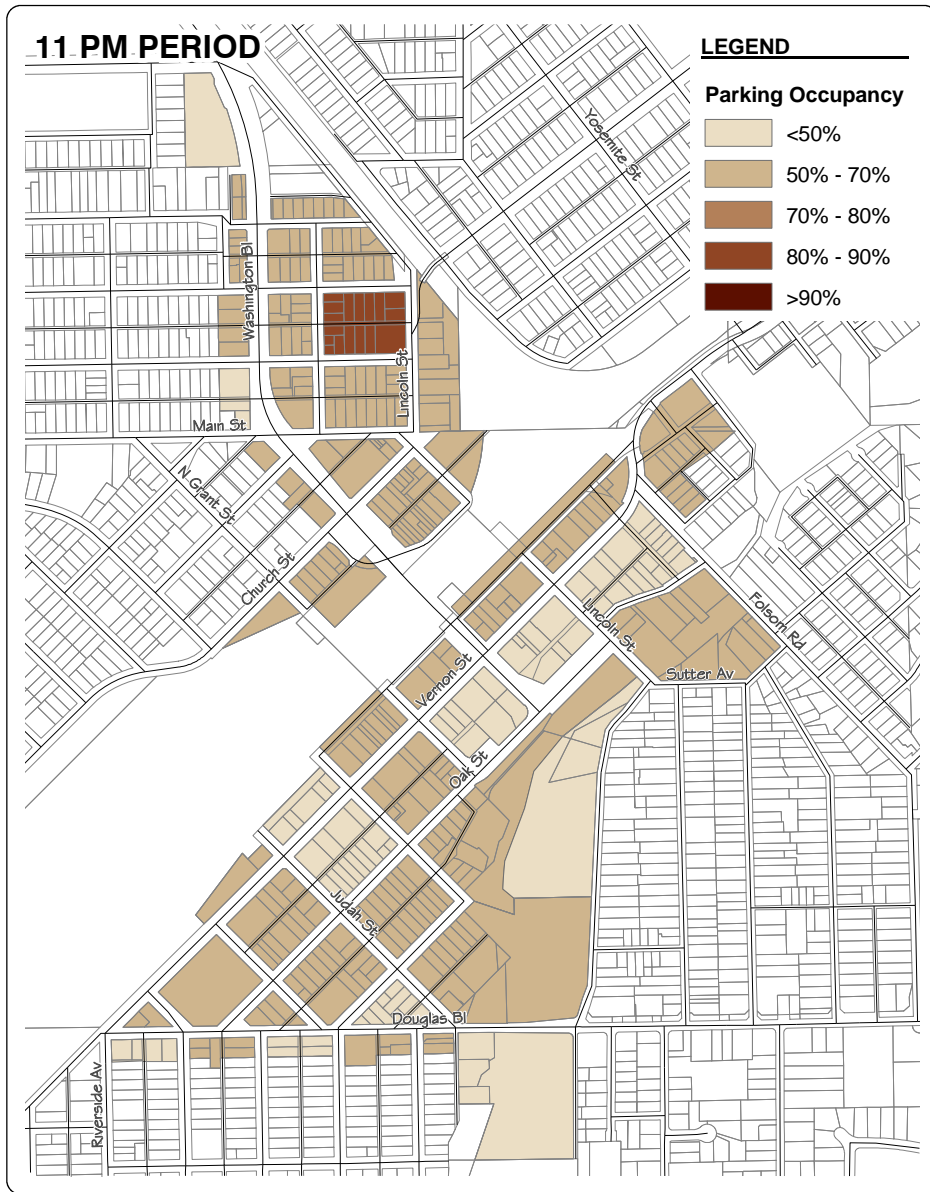 11 PM PERIOD
LEGEND
Parking Occupancy
<50%
50% - 70%
70% - 80%
80% - 90%
>90%
Yosemite St
Washington Bl
Lincoln St
Main St
N Grant St
Church St
Lincoln St
Folsom Rd
Sutter Av
Vernon St
Oak St
Judah St
Douglas Bl
Riverside Av